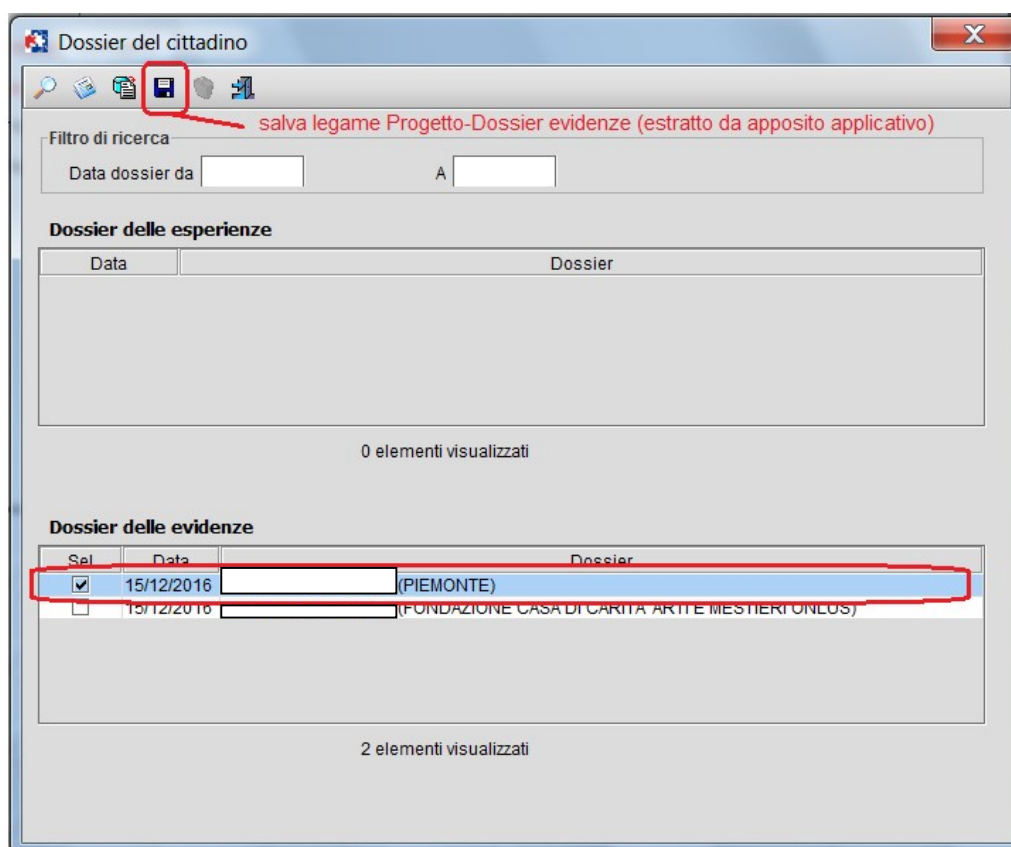 Dossier del cittadino
salva legame Progetto-Dossier evidenze (estratto da apposito applicativo)
Filtro di ricerca
Data dossier da A
Dossier delle esperienze
Data Dossier
0 elementi visualizzati
Dossier delle evidenze
Sel Data Dossier
15/12/2016 (PIEMONTE)
15/12/2016 (FONDAZIONE CASA DI CARITA' ARTI E MESTIERI ONLUS)
2 elementi visualizzati